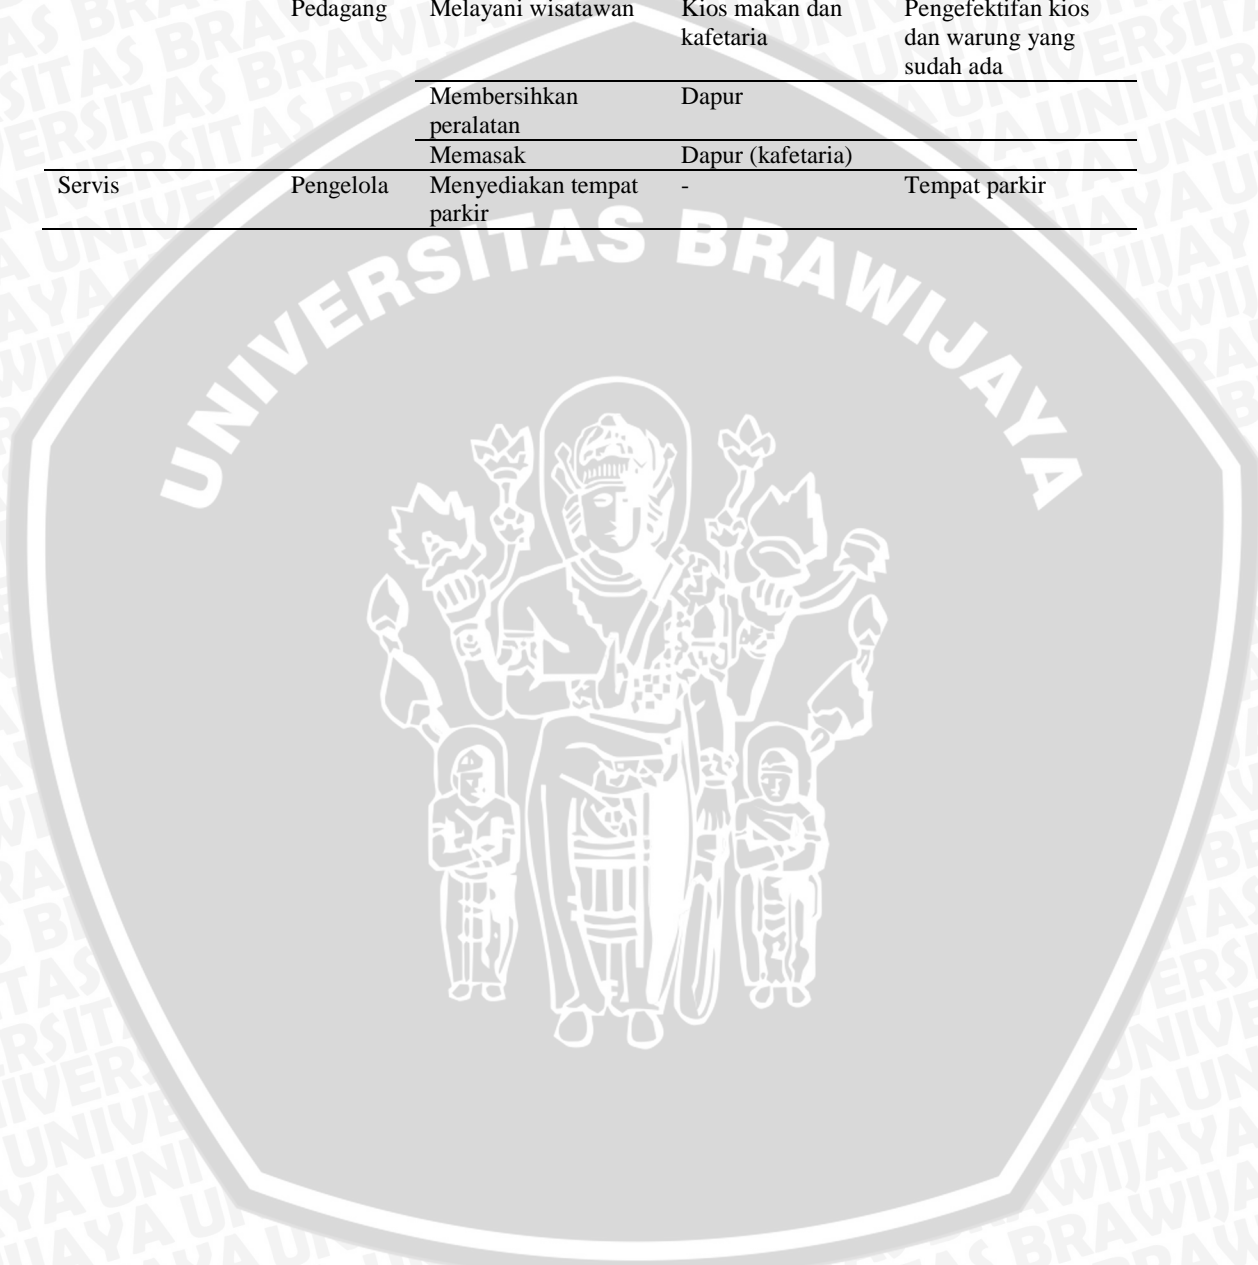 Pedagang Melayani wisatawan Kios makan dan Pengefektifan kios
kafetaria dan warung yang
sudah ada
Membersihkan Dapur
peralatan
Memasak Dapur (kafetaria)
Servis Pengelola Menyediakan tempat - Tempat parkir
parkir
UNIVERSITAS BRAWIJAYA